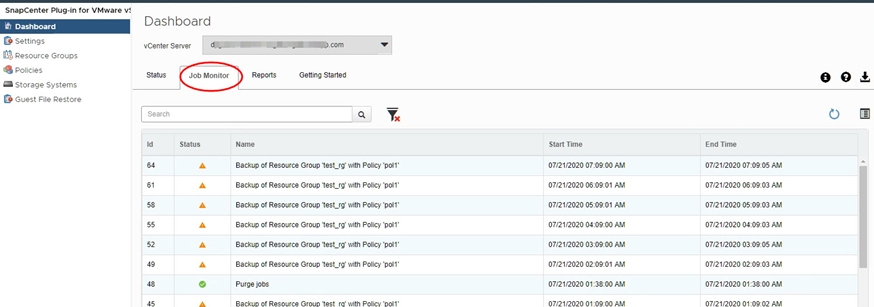 SnapCenter Plug-in for VMware
Dashboard
Settings
Resource Groups
Policies
Storage Systems
Guest File Restore
Dashboard
vCenter Server
.com
Status Job Monitor Reports Getting Started
Search
Id Status Name Start Time End Time
64 Backup of Resource Group 'test_rg' with Policy 'pol1' 07/21/2020 07:09:00 AM 07/21/2020 07:09:05 AM
61 Backup of Resource Group 'test_rg' with Policy 'pol1' 07/21/2020 06:09:01 AM 07/21/2020 06:09:03 AM
58 Backup of Resource Group 'test_rg' with Policy 'pol1' 07/21/2020 05:09:01 AM 07/21/2020 05:09:03 AM
55 Backup of Resource Group 'test_rg' with Policy 'pol1' 07/21/2020 04:09:00 AM 07/21/2020 04:09:03 AM
52 Backup of Resource Group 'test_rg' with Policy 'pol1' 07/21/2020 03:09:00 AM 07/21/2020 03:09:05 AM
49 Backup of Resource Group 'test_rg' with Policy 'pol1' 07/21/2020 02:09:01 AM 07/21/2020 02:09:03 AM
48 Purge jobs 07/21/2020 01:38:00 AM 07/21/2020 01:38:00 AM
45 Backup of Resource Group 'test_rg' with Policy 'pol1' 07/21/2020 01:09:00 AM 07/21/2020 01:09:02 AM